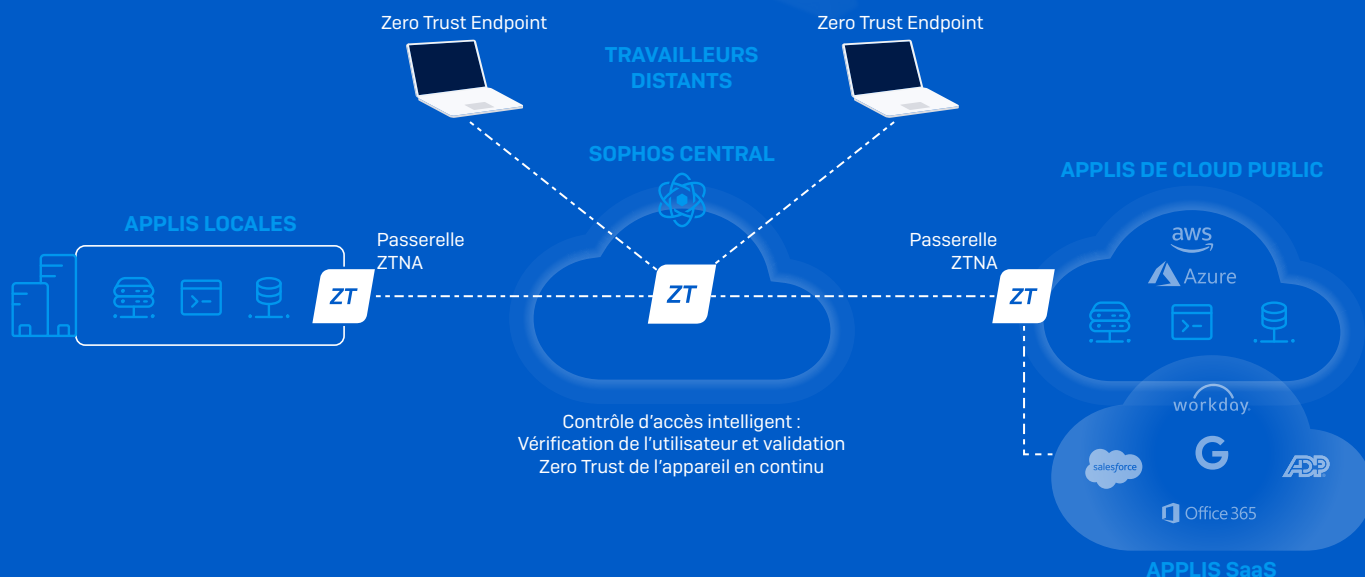 Zero Trust Endpoint
Zero Trust Endpoint
TRAVAILLEURS
DISTANTS
SOPHOS CENTRAL
APPLIS DE CLOUD PUBLIC
APPLIS LOCALES
aws
Passerelle
ZTNA
Passerelle
ZTNA
Azure
ZT
ZT
ZT
workday.
Contrôle d'accès intelligent :
Vérification de l'utilisateur et validation
Zero Trust de l'appareil en continu
salesforce
G
ADP
Office 365
APPLIS SaaS